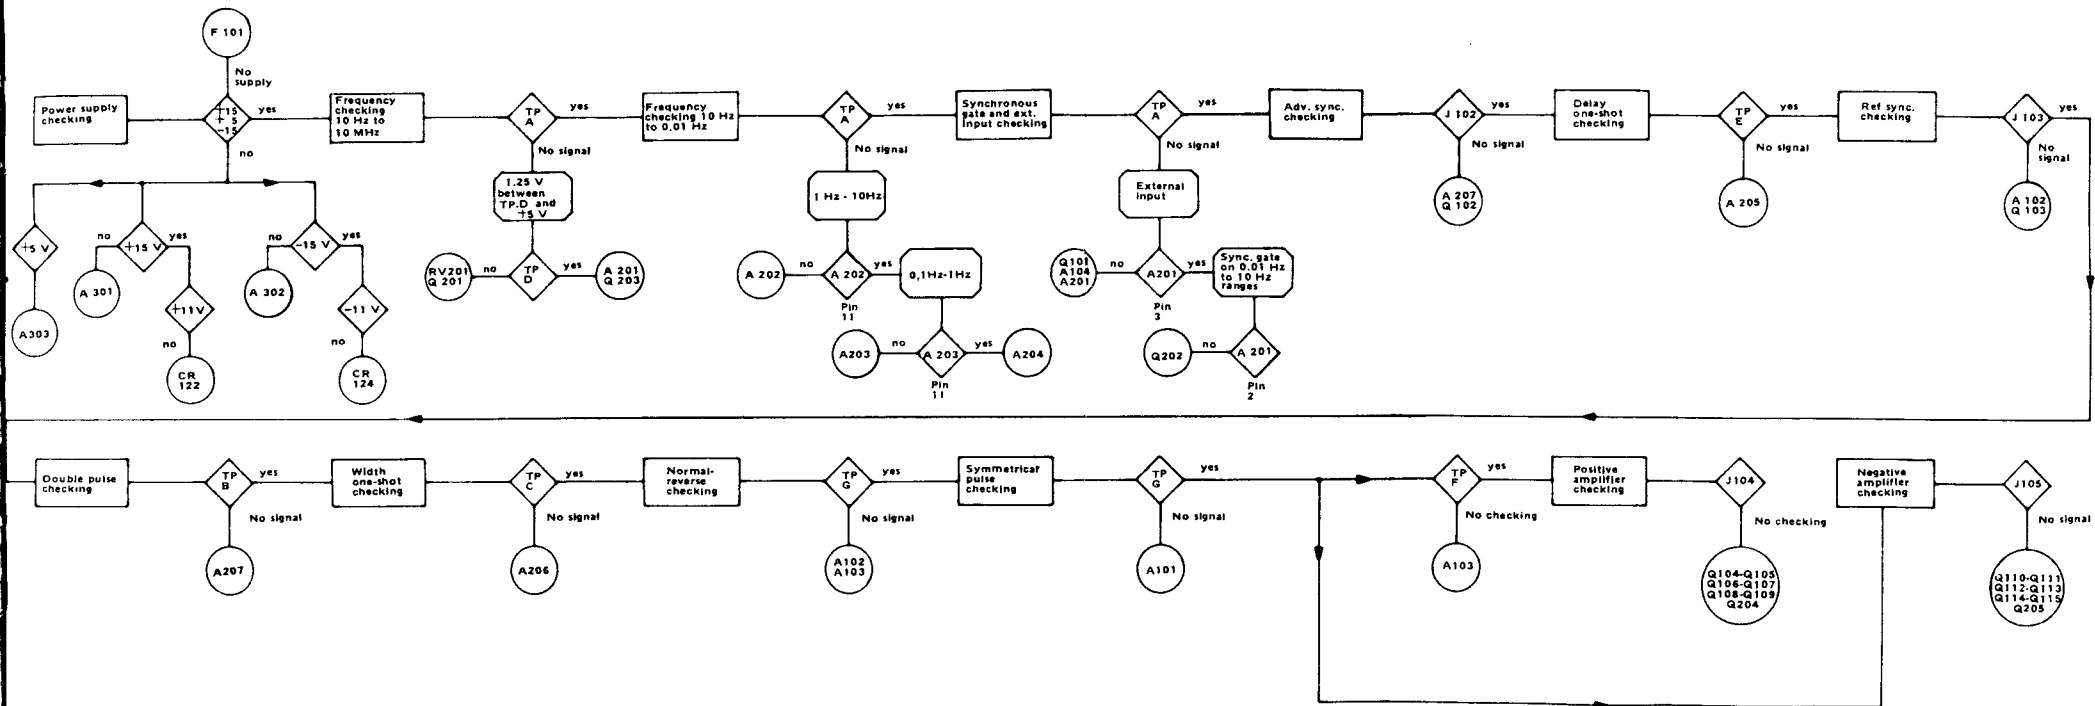 F 101
No
supply
Power supply
checking
+15
+ 5
-15
yes
no
Frequency
checking
10 Hz to
10 MHz
TP
A
yes
No signal
Frequency
checking 10 Hz
to 0.01 Hz
TP
A
yes
No signal
Synchronous
gate and ext.
Input checking
TP
A
yes
No signal
Adv. sync.
checking
J 102
yes
No signal
Delay
one-shot
checking
TP
E
yes
No signal
Ref sync.
checking
J 103
yes
No
signal
+5 V
A303
no
+15 V
yes
A 301
+11V
no
CR
122
no
-15 V
yes
A 302
-11 V
no
CR
124
1.25 V
between
TP.D and
+5 V
RV201
Q 201
no
TP
D
yes
A 201
Q 203
1 Hz - 10Hz
A 202
no
A 202
yes
Pin
11
0,1Hz-1Hz
A203
no
A 203
yes
A204
Pin
11
External
Input
Q101
A104
A201
no
A201
yes
Pin
3
Sync. gate
on 0.01 Hz
to 10 Hz
ranges
Q202
no
A 201
Pin
2
A 207
Q 102
A 205
A 102
Q 103
Double pulse
checking
TP
B
yes
No signal
A207
Width
one-shot
checking
TP
C
yes
No signal
A206
Normal-
reverse
checking
TP
G
yes
No signal
A102
A103
Symmetrical
pulse
checking
TP
G
yes
No signal
A101
TP
F
yes
No checking
A103
Positive
amplifier
checking
J104
No checking
Q104-Q105
Q106-Q107
Q108-Q109
Q204
Negative
amplifier
checking
J105
No signal
Q110-Q111
Q112-Q113
Q114-Q115
Q205